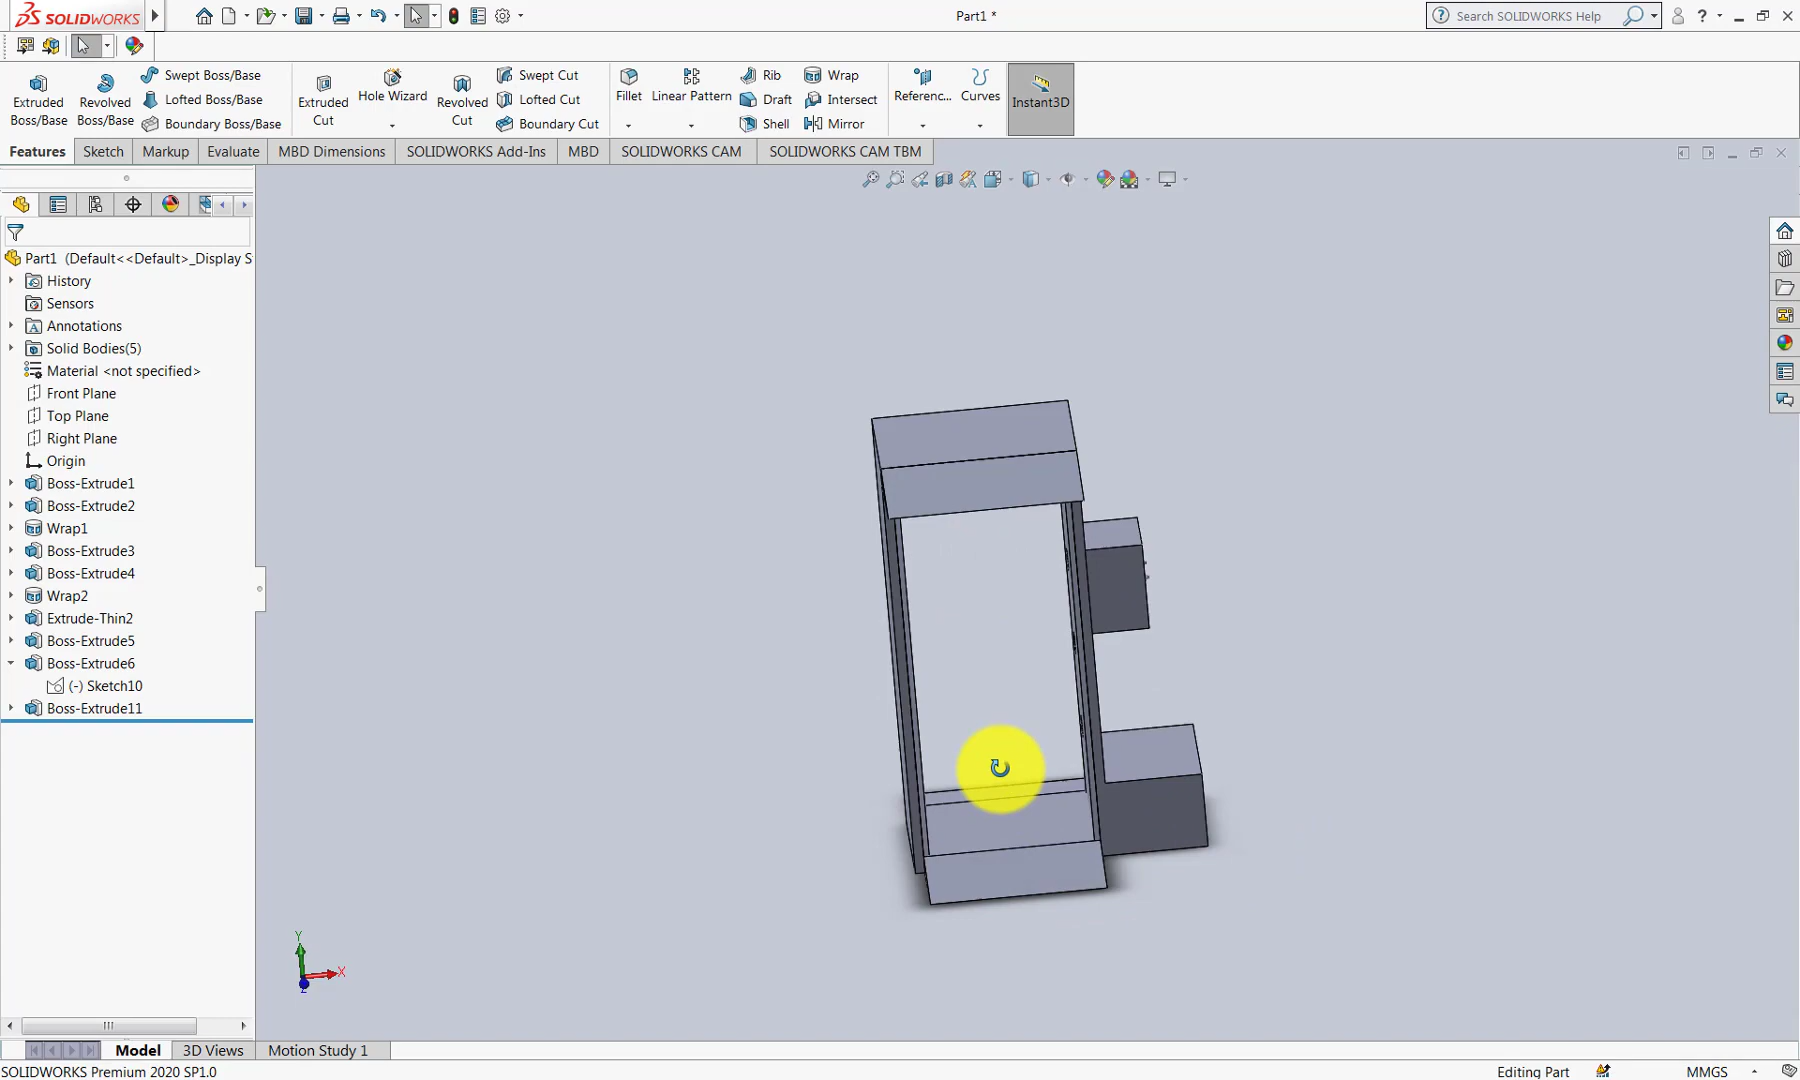 SOLIDWORKS
Part1 *
Search SOLIDWORKS Help
Extruded Boss/Base
Revolved Boss/Base
Swept Boss/Base
Lofted Boss/Base
Boundary Boss/Base
Extruded Cut
Hole Wizard
Revolved Cut
Swept Cut
Lofted Cut
Boundary Cut
Fillet
Linear Pattern
Rib
Draft
Shell
Wrap
Intersect
Mirror
Referenc...
Curves
Instant3D
Features
Sketch
Markup
Evaluate
MBD Dimensions
SOLIDWORKS Add-Ins
MBD
SOLIDWORKS CAM
SOLIDWORKS CAM TBM
Part1 (Default<<Default>_Display S
History
Sensors
Annotations
Solid Bodies(5)
Material <not specified>
Front Plane
Top Plane
Right Plane
Origin
Boss-Extrude1
Boss-Extrude2
Wrap1
Boss-Extrude3
Boss-Extrude4
Wrap2
Extrude-Thin2
Boss-Extrude5
Boss-Extrude6
(-) Sketch10
Boss-Extrude11
Y
X
Z
Model
3D Views
Motion Study 1
SOLIDWORKS Premium 2020 SP1.0
Editing Part
MMGS